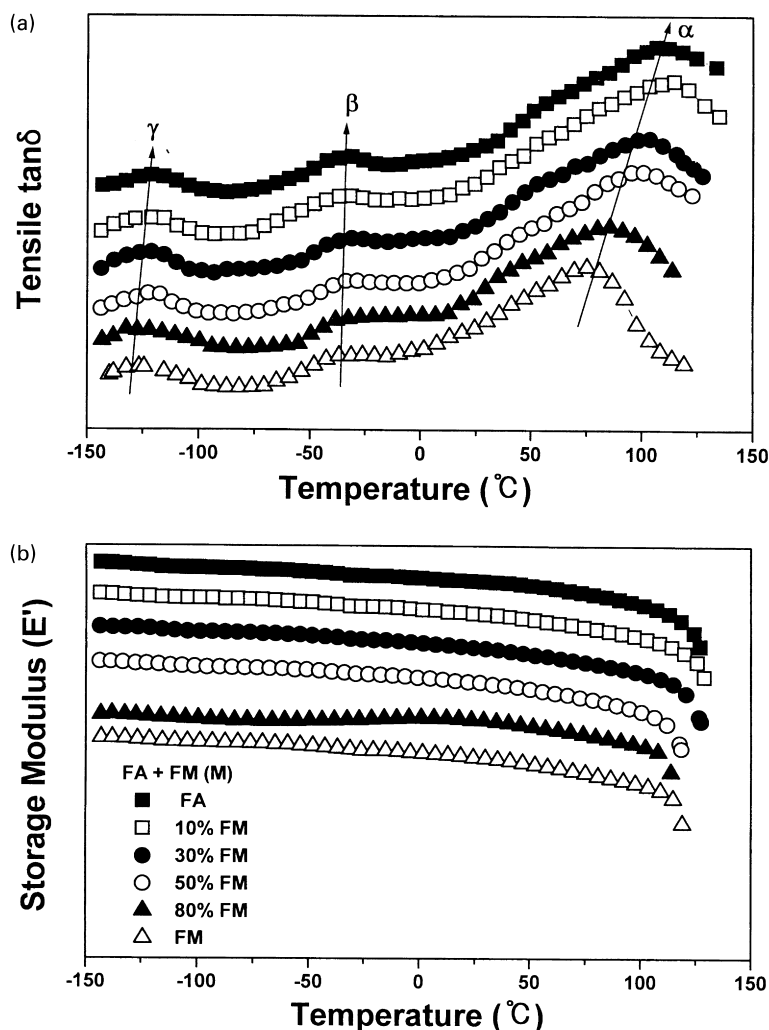 (a)
Tensile tanδ
γ
β
α
-150 -100 -50 0 50 100 150
Temperature (℃)
(b)
Storage Modulus (E')
FA + FM (M)
FA
10% FM
30% FM
50% FM
80% FM
FM
-150 -100 -50 0 50 100 150
Temperature (℃)